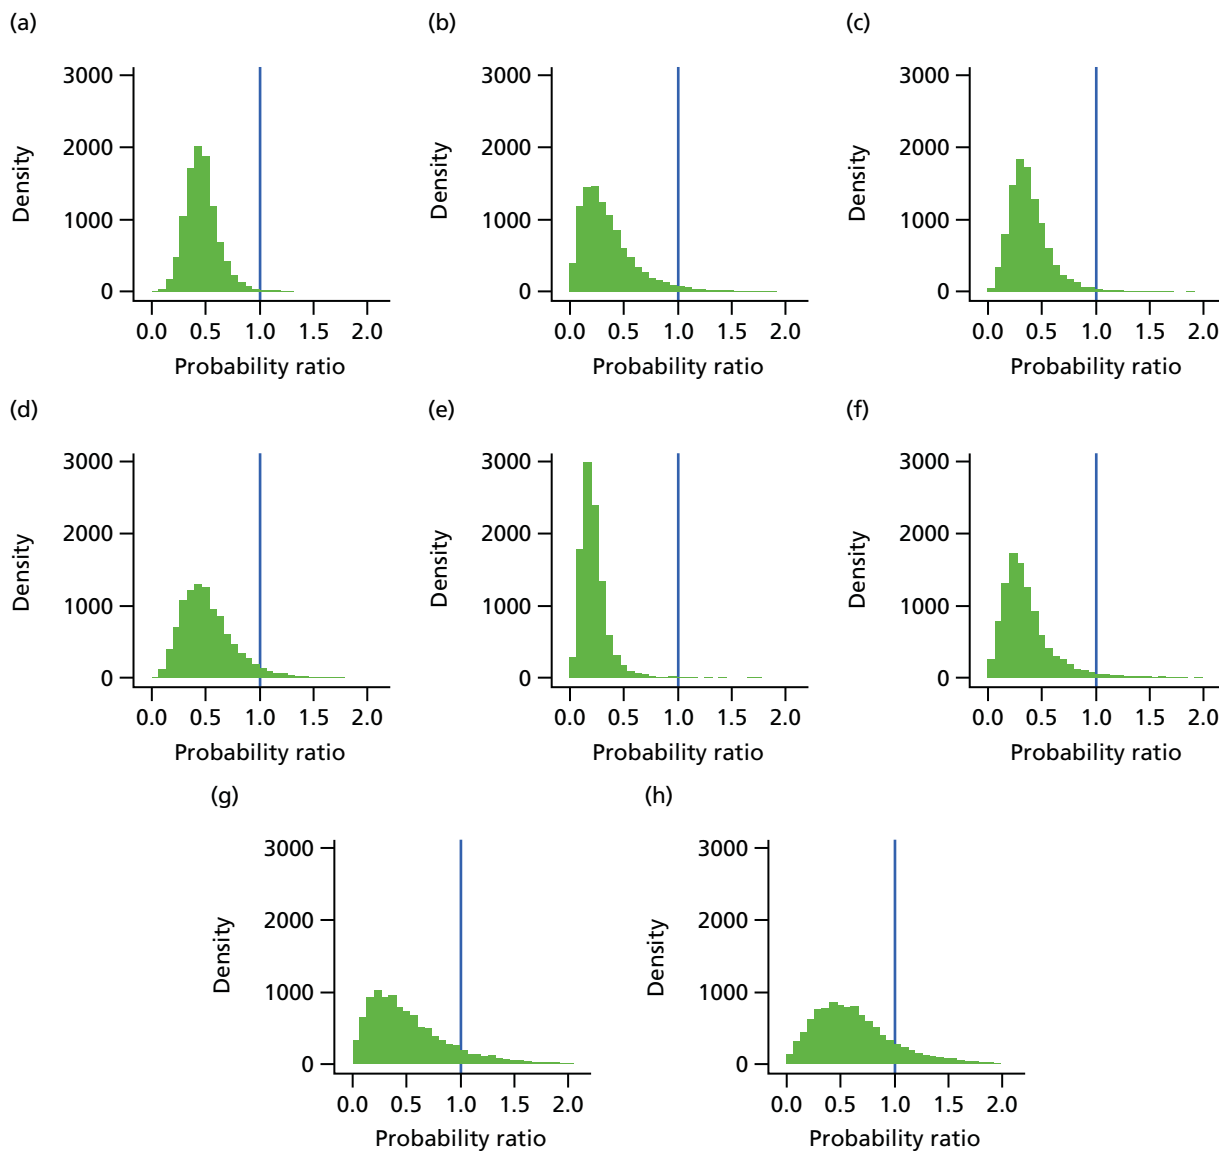 (a) (b) (c)
3000 3000 3000
2000 2000 2000
1000 1000 1000
0 0 0
Density Density Density
0.0 0.5 1.0 1.5 2.0 0.0 0.5 1.0 1.5 2.0 0.0 0.5 1.0 1.5 2.0
Probability ratio Probability ratio Probability ratio
(d) (e) (f)
3000 3000 3000
2000 2000 2000
1000 1000 1000
0 0 0
Density Density Density
0.0 0.5 1.0 1.5 2.0 0.0 0.5 1.0 1.5 2.0 0.0 0.5 1.0 1.5 2.0
Probability ratio Probability ratio Probability ratio
(g) (h)
3000 3000
2000 2000
1000 1000
0 0
Density Density
0.0 0.5 1.0 1.5 2.0 0.0 0.5 1.0 1.5 2.0
Probability ratio Probability ratio